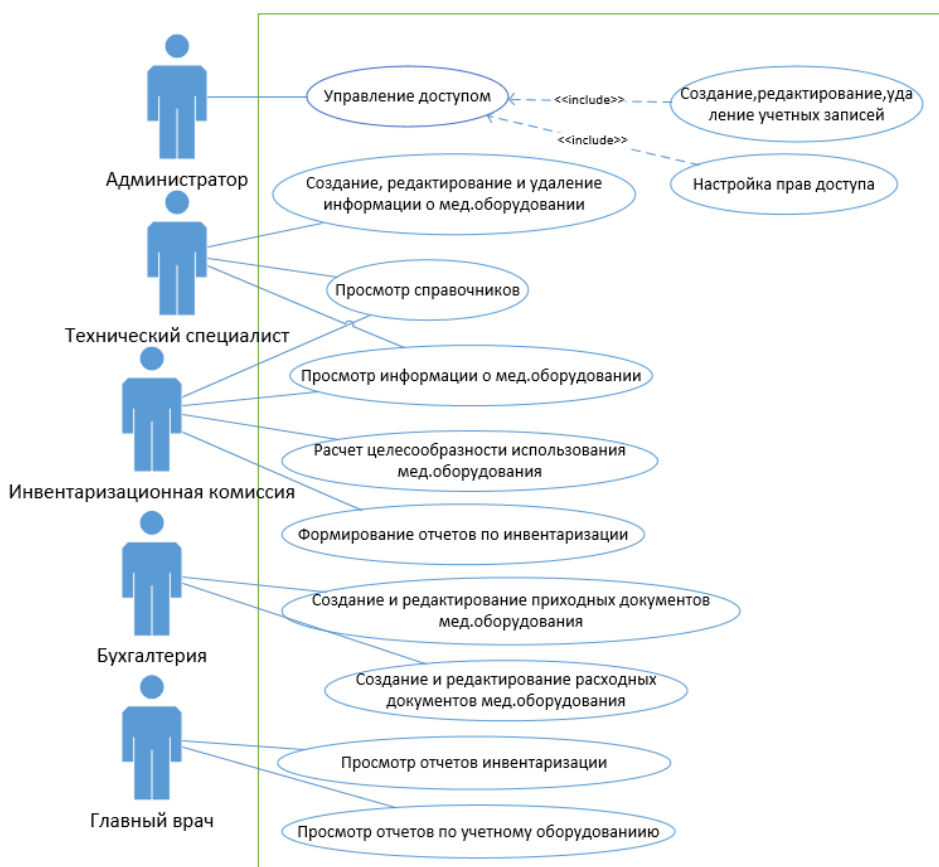 Управление доступом
<<include>>
Создание,редактирование,уда
ление учетных записей
<<include>>
Настройка прав доступа
Администратор
Создание, редактирование и удаление
информации о мед.оборудовании
Просмотр справочников
Технический специалист
Просмотр информации о мед.оборудовании
Расчет целесообразности использования
мед.оборудования
Инвентаризационная комиссия
Формирование отчетов по инвентаризации
Создание и редактирование приходных документов
мед.оборудования
Бухгалтерия
Создание и редактирование расходных
документов мед.оборудования
Просмотр отчетов инвентаризации
Главный врач
Просмотр отчетов по учетному оборудованиию